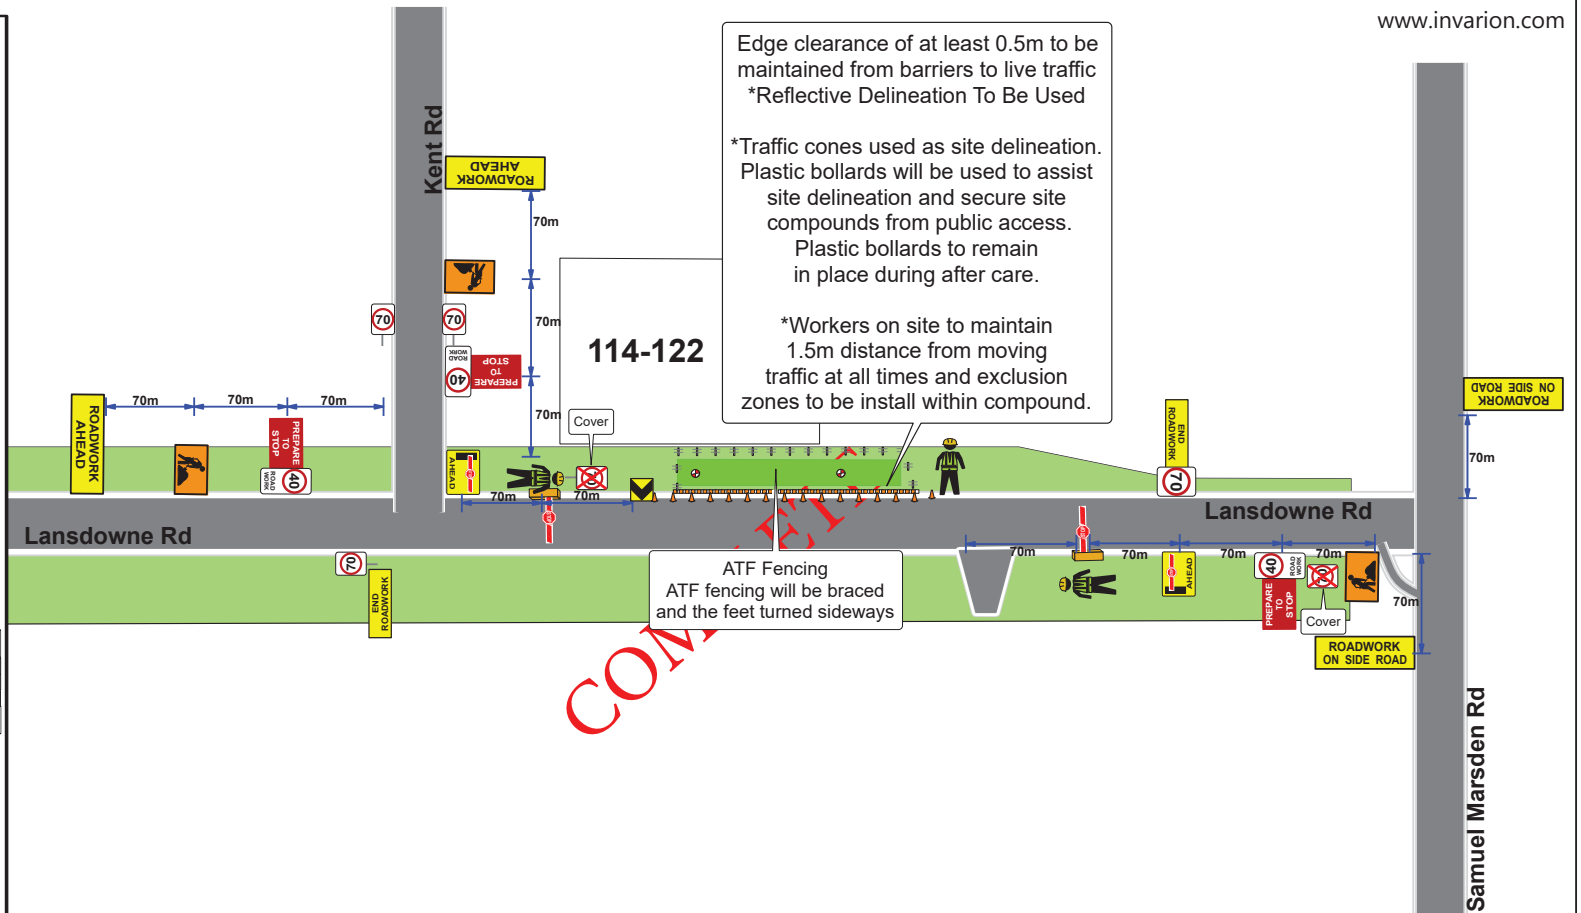 www.invarion.com
Edge clearance of at least 0.5m to be
maintained from barriers to live traffic
*Reflective Delineation To Be Used
*Traffic cones used as site delineation.
Plastic bollards will be used to assist
site delineation and secure site
compounds from public access.
Plastic bollards to remain
in place during after care.
*Workers on site to maintain
1.5m distance from moving
traffic at all times and exclusion
zones to be install within compound.
Kent Rd
ROADWORK
AHEAD
70m
70m
70m
70
70
ROAD
WORK
40
PREPARE
TO
STOP
114-122
70m
70m
70m
ROADWORK
AHEAD
PREPARE
TO
STOP
ROAD
WORK
40
Cover
AHEAD
70m
70m
END
ROADWORK
70
ROADWORK
ON SIDE ROAD
70m
Lansdowne Rd
Lansdowne Rd
70
END
ROADWORK
ATF Fencing
ATF fencing will be braced
and the feet turned sideways
70m
70m
70m
70m
AHEAD
40
ROAD
WORK
PREPARE
TO
STOP
70
Cover
70m
ROADWORK
ON SIDE ROAD
Samuel Marsden Rd